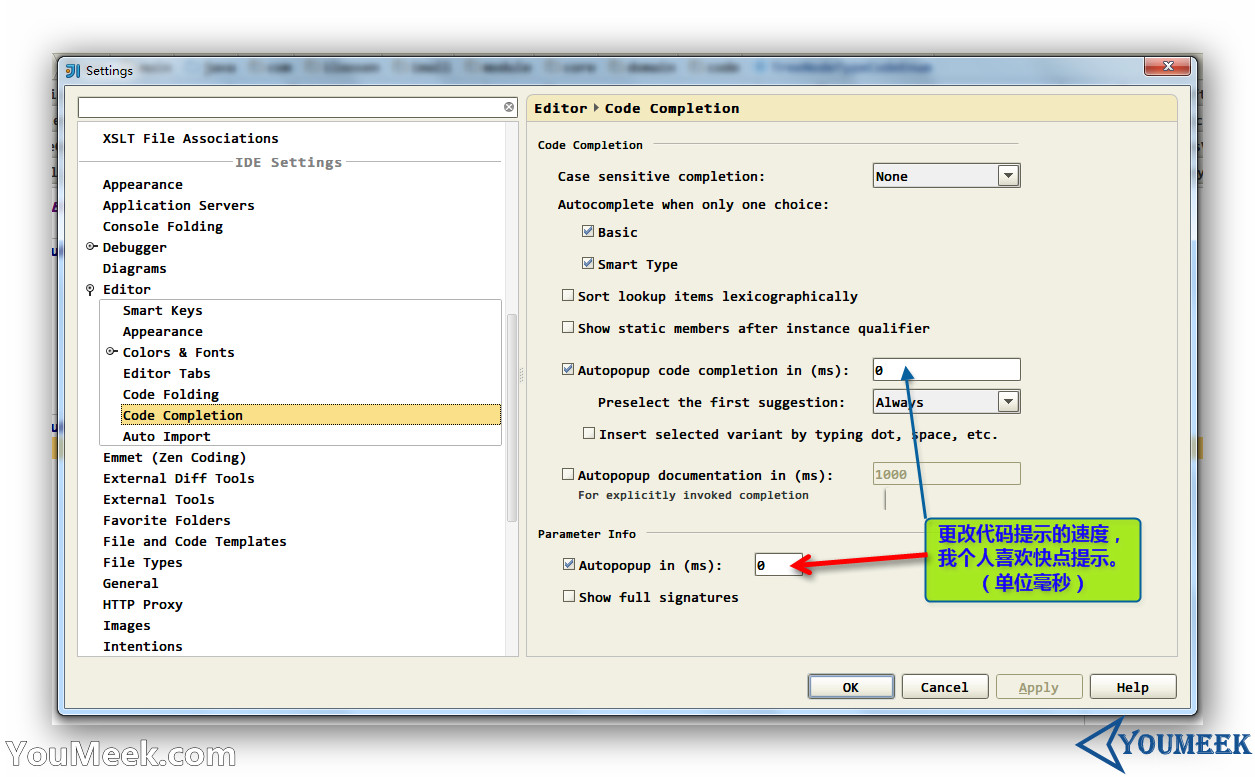 Settings
XSLT File Associations
IDE Settings
Appearance
Application Servers
Console Folding
Debugger
Diagrams
Editor
Smart Keys
Appearance
Colors & Fonts
Editor Tabs
Code Folding
Code Completion
Auto Import
Emmet (Zen Coding)
External Diff Tools
External Tools
Favorite Folders
File and Code Templates
File Types
General
HTTP Proxy
Images
Intentions
Editor Code Completion
Code Completion
Case sensitive completion: None
Autocomplete when only one choice:
Basic
Smart Type
Sort lookup items lexicographically
Show static members after instance qualifier
Autopopup code completion in (ms): 0
Preselect the first suggestion: Always
Insert selected variant by typing dot, space, etc.
Autopopup documentation in (ms): 1000
For explicitly invoked completion
Parameter Info
Autopopup in (ms): 0
Show full signatures
更改代码提示的速度，
我个人喜欢快点提示。
（单位毫秒）
OK Cancel Apply Help
YouMeek.com
YOUMEEK